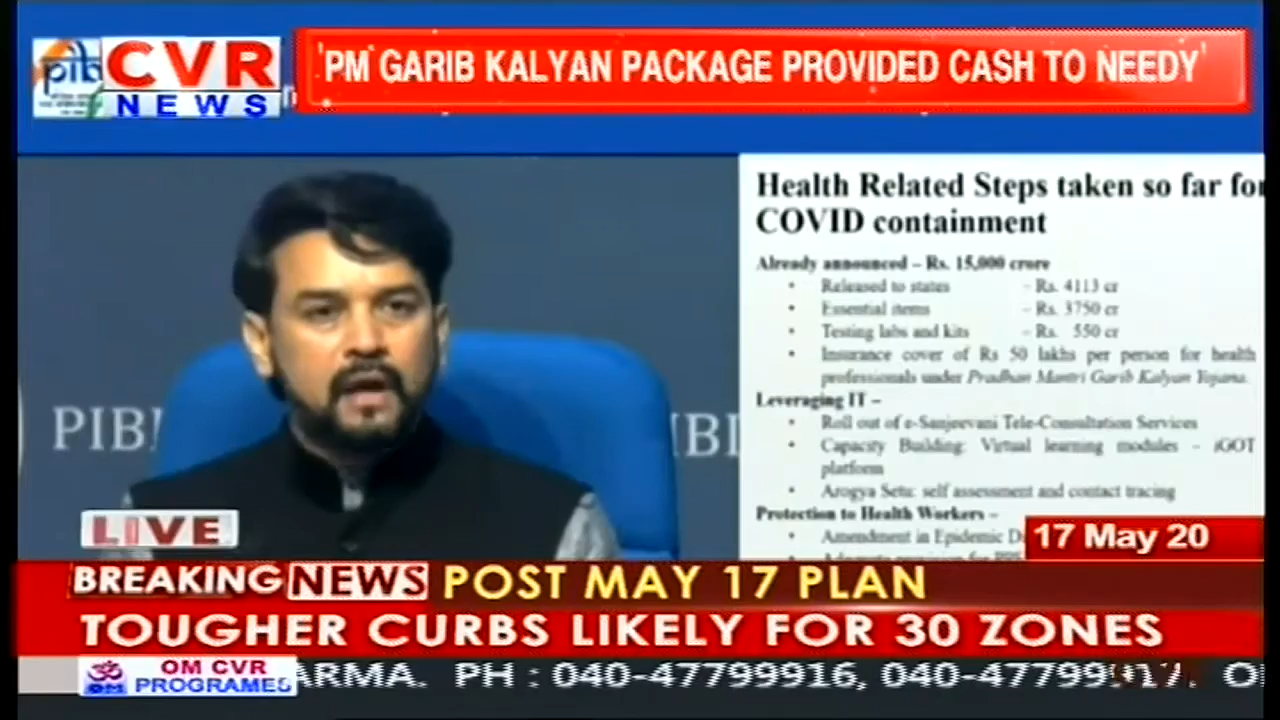 pib
CVR
NEWS
'PM GARIB KALYAN PACKAGE PROVIDED CASH TO NEEDY'
Health Related Steps taken so far for
COVID containment
Already announced – Rs. 15,000 crore
• Released to states – Rs. 4113 cr
• Essential items – Rs. 3750 cr
• Testing labs and kits – Rs. 550 cr
• Insurance cover of Rs 50 lakhs per person for health
professionals under Pradhan Mantri Garib Kalyan Yojana.
Leveraging IT –
• Roll out of e-Sanjeevani Tele-Consultation Services
• Capacity Building: Virtual learning modules – iGOT
platform
• Arogya Setu: self assessment and contact tracing
Protection to Health Workers –
• Amendment in Epidemic
PIB
LIVE
17 May 20
BREAKING NEWS POST MAY 17 PLAN
TOUGHER CURBS LIKELY FOR 30 ZONES
OM CVR
PROGRAMES
ARMA. PH : 040-47799916, 040-47799917.